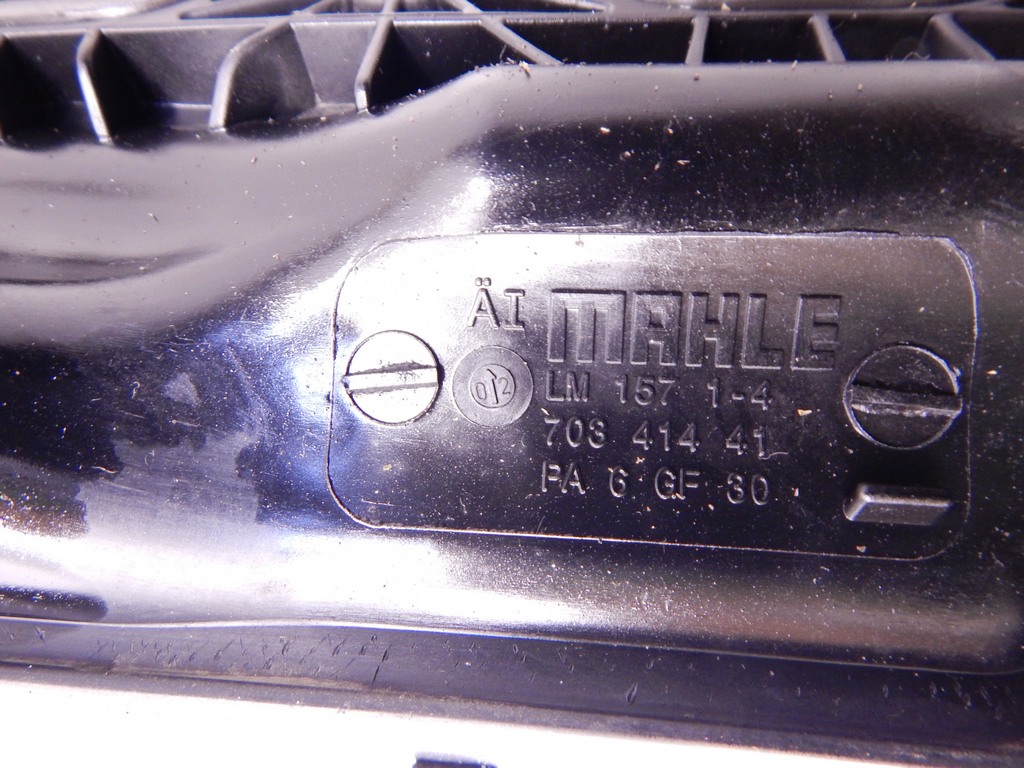 ÄI MAHLE
LM 157 1-4
703 414 41
PA 6 GF 30